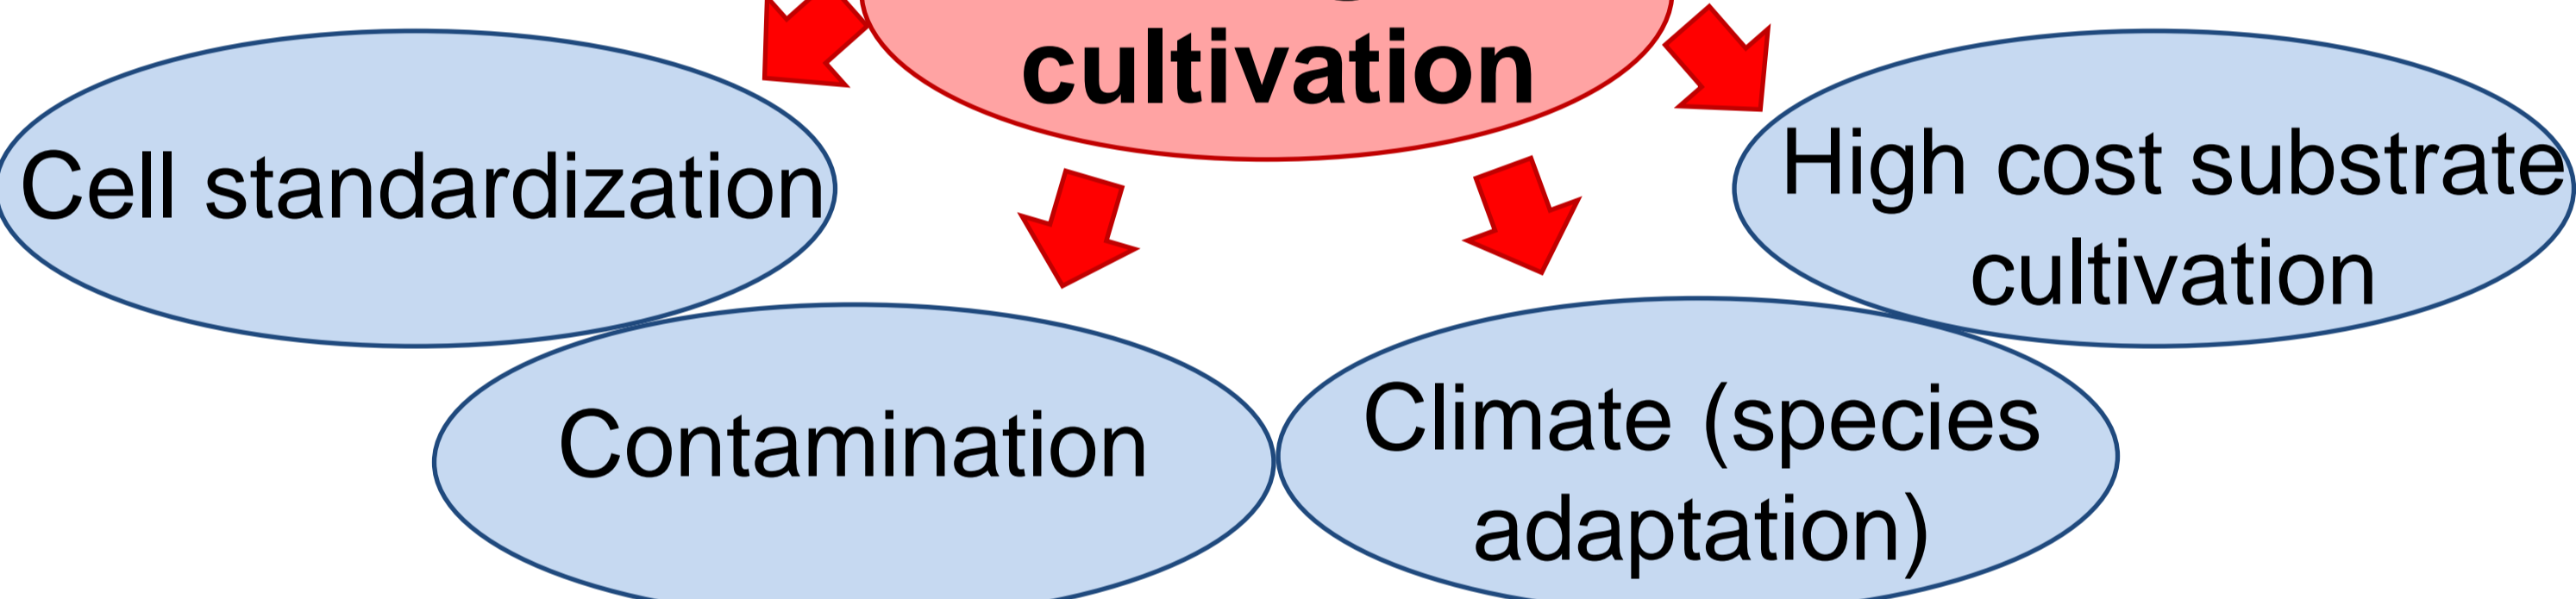 cultivation
Cell standardization
High cost substrate
cultivation
Contamination
Climate (species
adaptation)